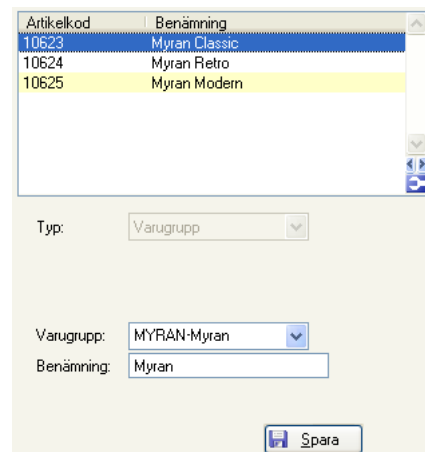 Artikelkod Benämning
10623 Myran Classic
10624 Myran Retro
10625 Myran Modern
Typ: Varugrupp
Varugrupp: MYRAN-Myran
Benämning: Myran
Spara